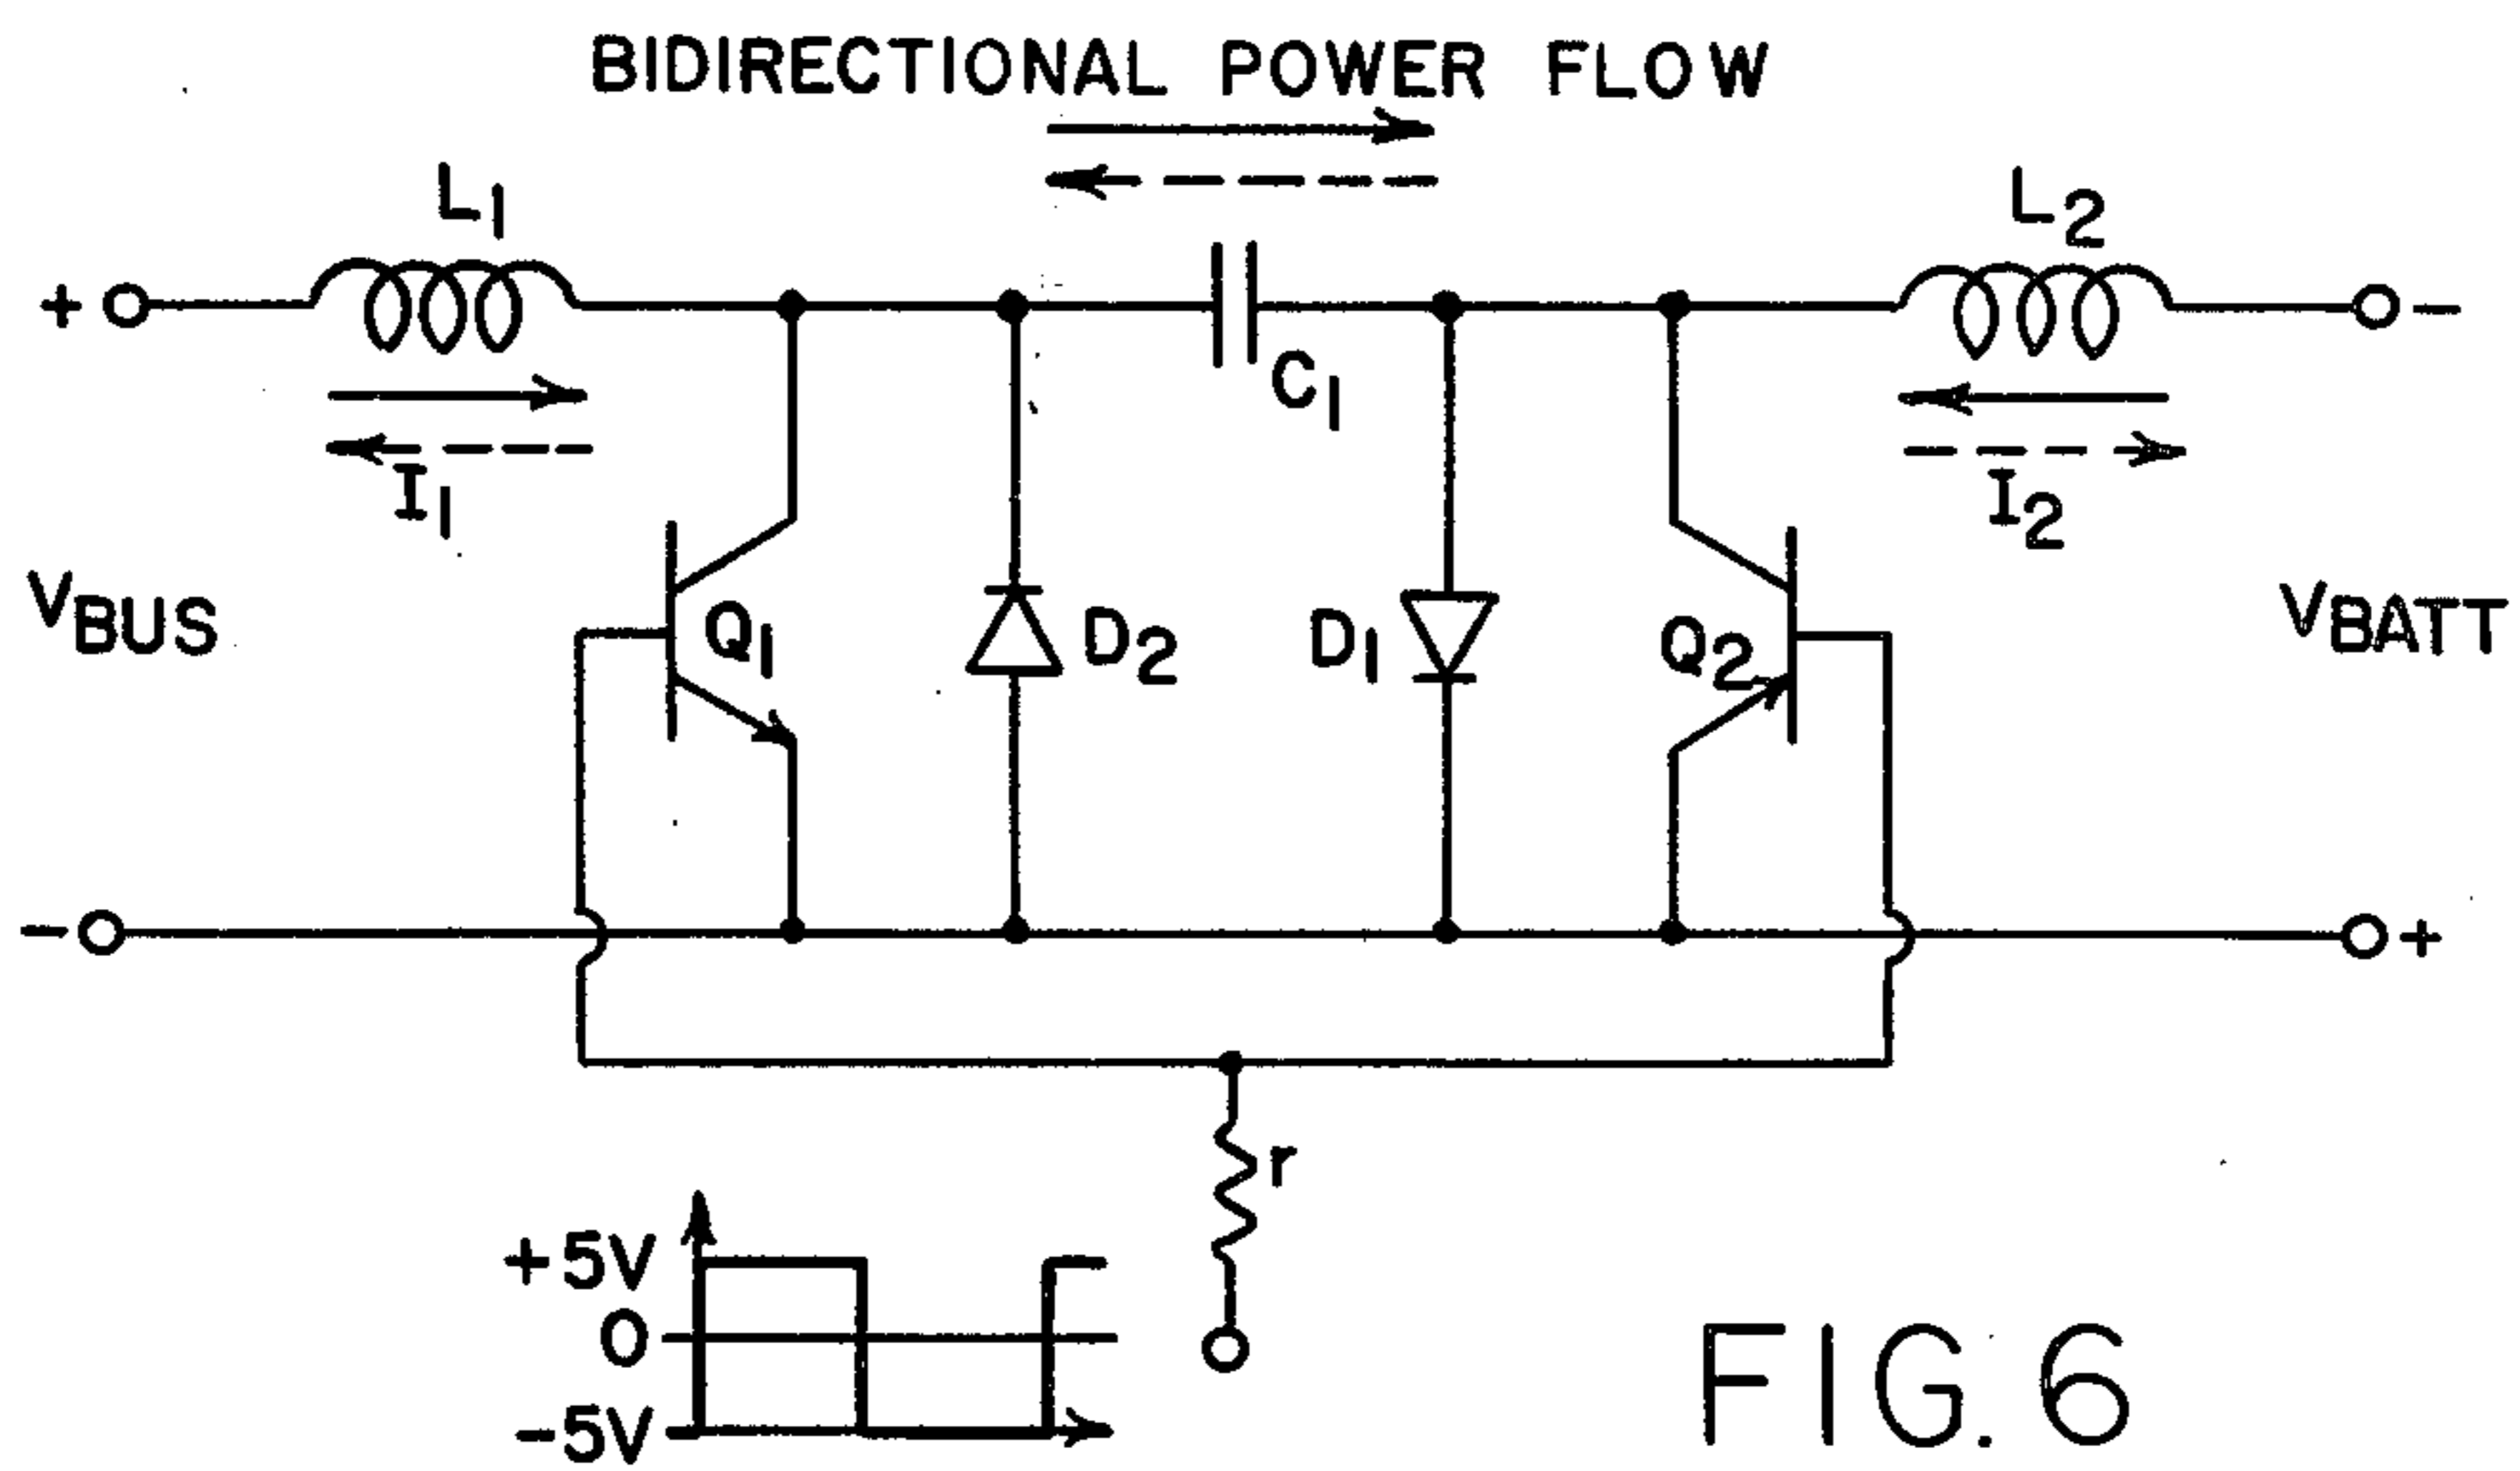 BIDIRECTIONAL POWER FLOW
L1
L2
+
−
C1
I1
I2
VBUS
Q1
D2
D1
Q2
VBATT
−
+
r
+5V
0
−5V
FIG. 6